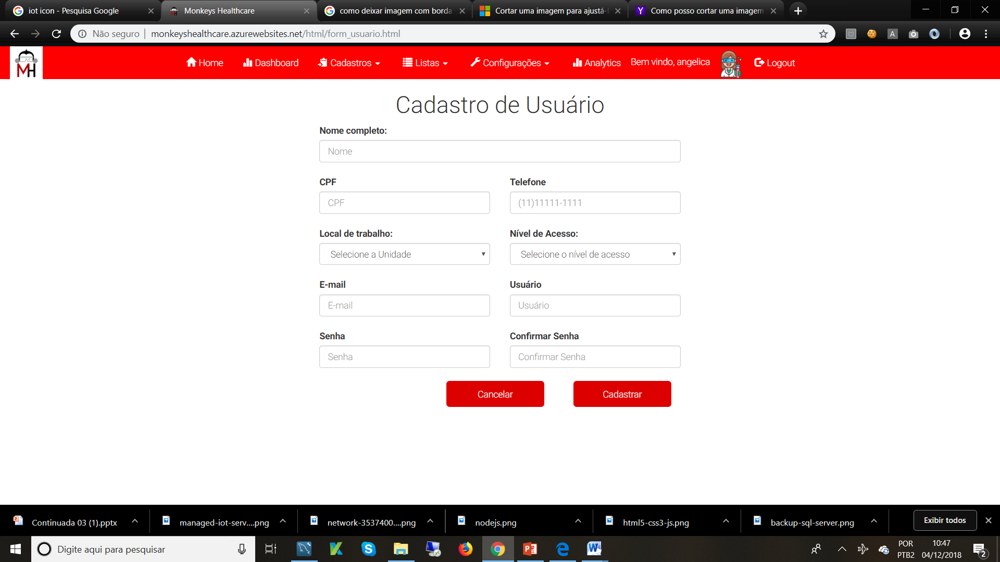 iot icon - Pesquisa Google
Monkeys Healthcare
como deixar imagem com borda
Cortar uma imagem para ajustá-l
Como posso cortar uma imagem
Não seguro | monkeyshealthcare.azurewebsites.net/html/form_usuario.html
A
MH
Home
Dashboard
Cadastros
Listas
Configurações
Analytics
Bem vindo, angelica
Logout
Cadastro de Usuário
Nome completo:
Nome
CPF
Telefone
CPF
(11)11111-1111
Local de trabalho:
Nível de Acesso:
Selecione a Unidade
Selecione o nível de acesso
E-mail
Usuário
E-mail
Usuário
Senha
Confirmar Senha
Senha
Confirmar Senha
Cancelar
Cadastrar
Continuada 03 (1).pptx
managed-iot-serv....png
network-3537400....png
nodejs.png
html5-css3-js.png
backup-sql-server.png
Exibir todos
Digite aqui para pesquisar
POR
PTB2
10:47
04/12/2018
2